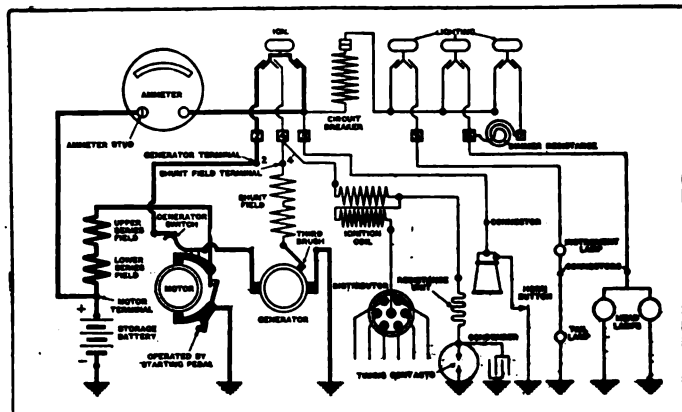 IGN.
LIGHTING
AMMETER
AMMETER STUD
CIRCUIT
BREAKER
DIMMER RESISTANCE
GENERATOR TERMINAL
2
4
SHUNT FIELD TERMINAL
SHUNT
FIELD
GENERATOR
SWITCH
THIRD
BRUSH
UPPER
SERIES
FIELD
LOWER
SERIES
FIELD
IGNITION
COIL
CONNECTOR
INSTRUMENT
LAMP
CONNECTORS
HORN
BUTTON
RESISTANCE
UNIT
DISTRIBUTOR
MOTOR
GENERATOR
MOTOR
TERMINAL
+
STORAGE
BATTERY
-
OPERATED BY
STARTING PEDAL
CONDENSER
TIMING CONTACTS
TAIL
LAMP
HEAD
LAMPS